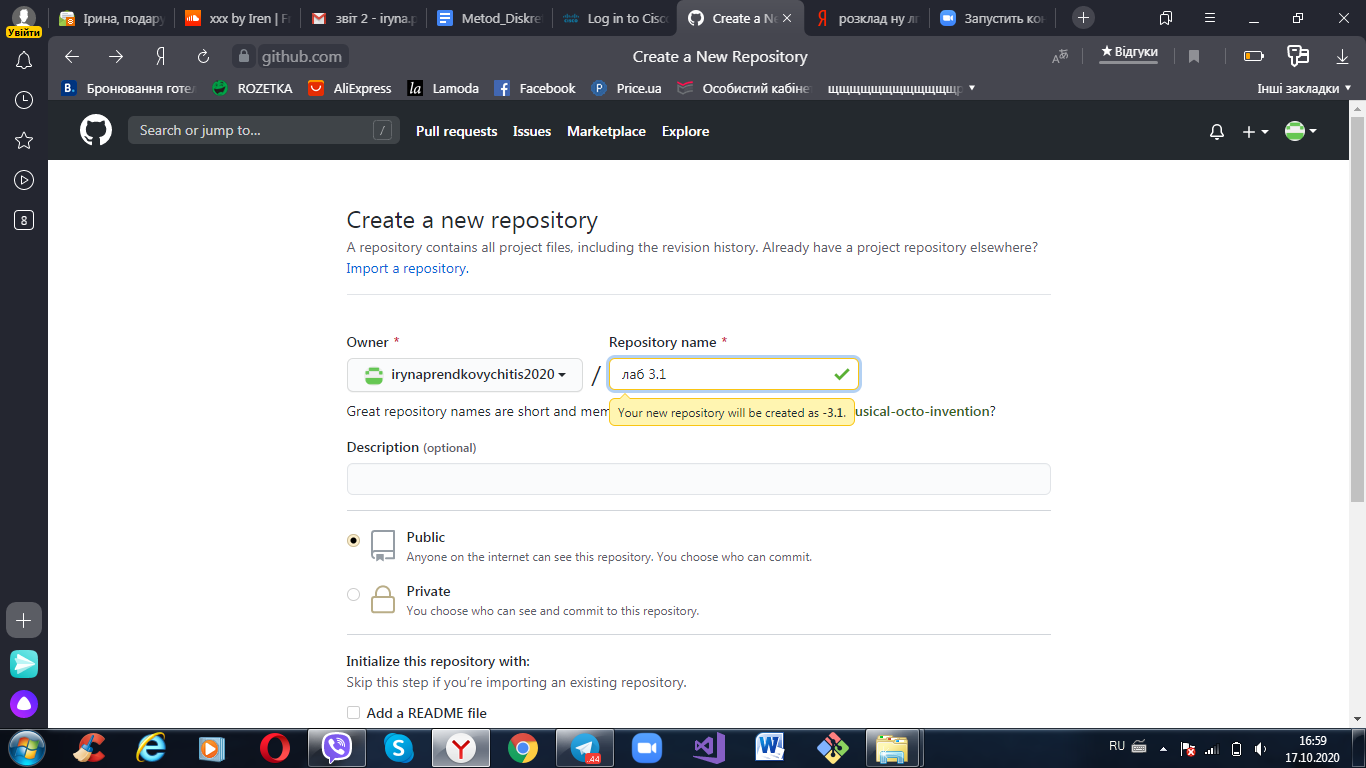 Ірина, подару
xxx by Iren | Fr
звіт 2 - iryna.p
Metod_Diskre
Log in to Cisc
Create a Ne
розклад ну лп
Запустить кон
Увійти
github.com
Create a New Repository
Відгуки
Бронювання готел
ROZETKA
AliExpress
Lamoda
Facebook
Price.ua
Особистий кабінет
Інші закладки
8
Search or jump to...
/
Pull requests
Issues
Marketplace
Explore
Create a new repository
A repository contains all project files, including the revision history. Already have a project repository elsewhere?
Import a repository.
Owner *
Repository name *
irynaprendkovychitis2020
/
лаб 3.1
Great repository names are short and mem
usical-octo-invention?
Your new repository will be created as -3.1.
Description (optional)
Public
Anyone on the internet can see this repository. You choose who can commit.
Private
You choose who can see and commit to this repository.
Initialize this repository with:
Skip this step if you're importing an existing repository.
Add a README file
.44
RU
16:59
17.10.2020